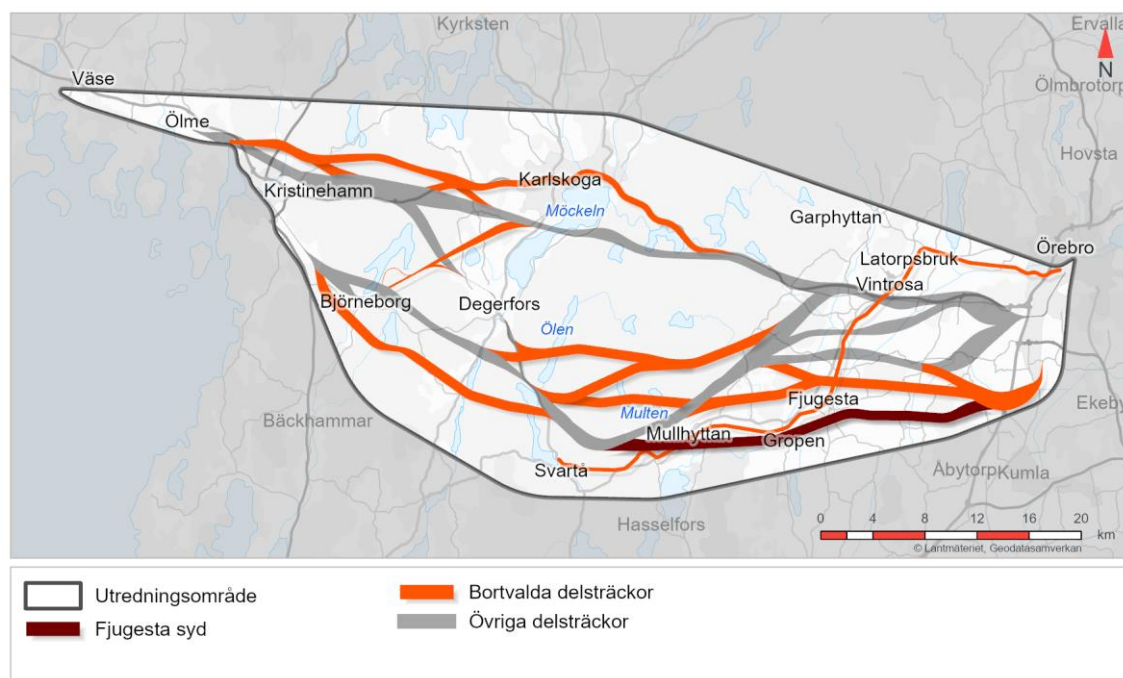 Kyrksten
Ervalla
N
Väse
Ölmbrotorp
Ölme
Hovsta
Karlskoga
Kristinehamn
Möckeln
Garphyttan
Örebro
Latorpsbruk
Vintrosa
Björneborg
Degerfors
Ölen
Fjugesta
Ekeby
Bäckhammar
Multen
Mullhyttan
Gropen
Svartå
Åbytorp
Kumla
Hasselfors
0 4 8 12 16 20
km
© Lantmäteriet, Geodatasamverkan
Utredningsområde
Bortvalda delsträckor
Fjugesta syd
Övriga delsträckor